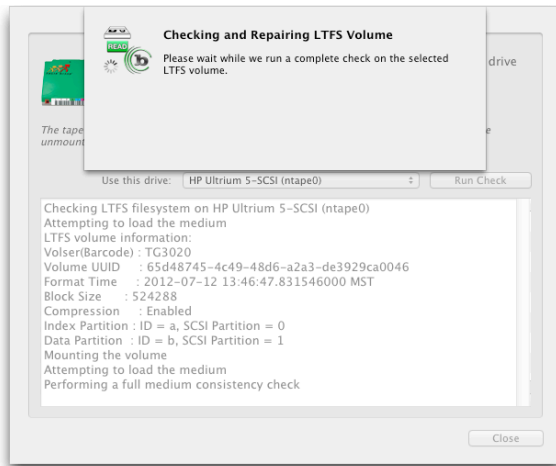 READ
Checking and Repairing LTFS Volume
Please wait while we run a complete check on the selected
LTFS volume.
drive
The tape
e
unmount
Use this drive:
HP Ultrium 5-SCSI (ntape0)
Run Check
Checking LTFS filesystem on HP Ultrium 5-SCSI (ntape0)
Attempting to load the medium
LTFS volume information:
Volser(Barcode) : TG3020
Volume UUID : 65d48745-4c49-48d6-a2a3-de3929ca0046
Format Time : 2012-07-12 13:46:47.831546000 MST
Block Size : 524288
Compression : Enabled
Index Partition : ID = a, SCSI Partition = 0
Data Partition : ID = b, SCSI Partition = 1
Mounting the volume
Attempting to load the medium
Performing a full medium consistency check
Close